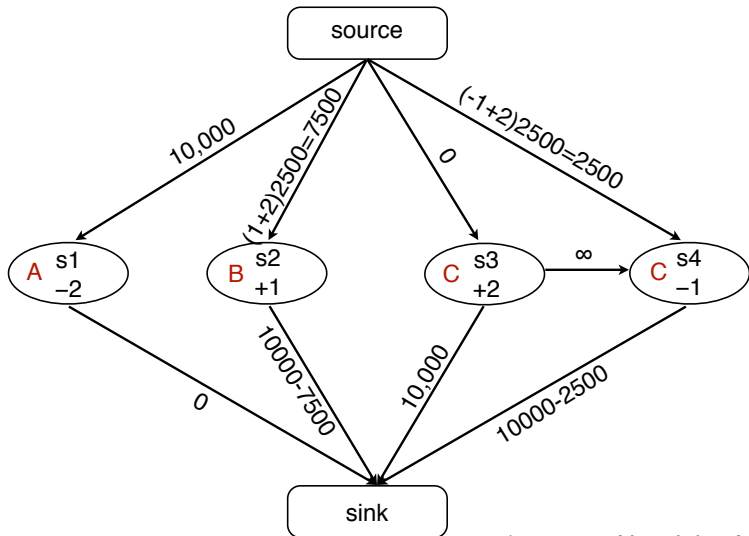 source
10,000
(1+2)2500=7500
0
(-1+2)2500=2500
A
s1
−2
B
s2
+1
C
s3
+2
∞
C
s4
−1
0
10000-7500
10,000
10000-2500
sink